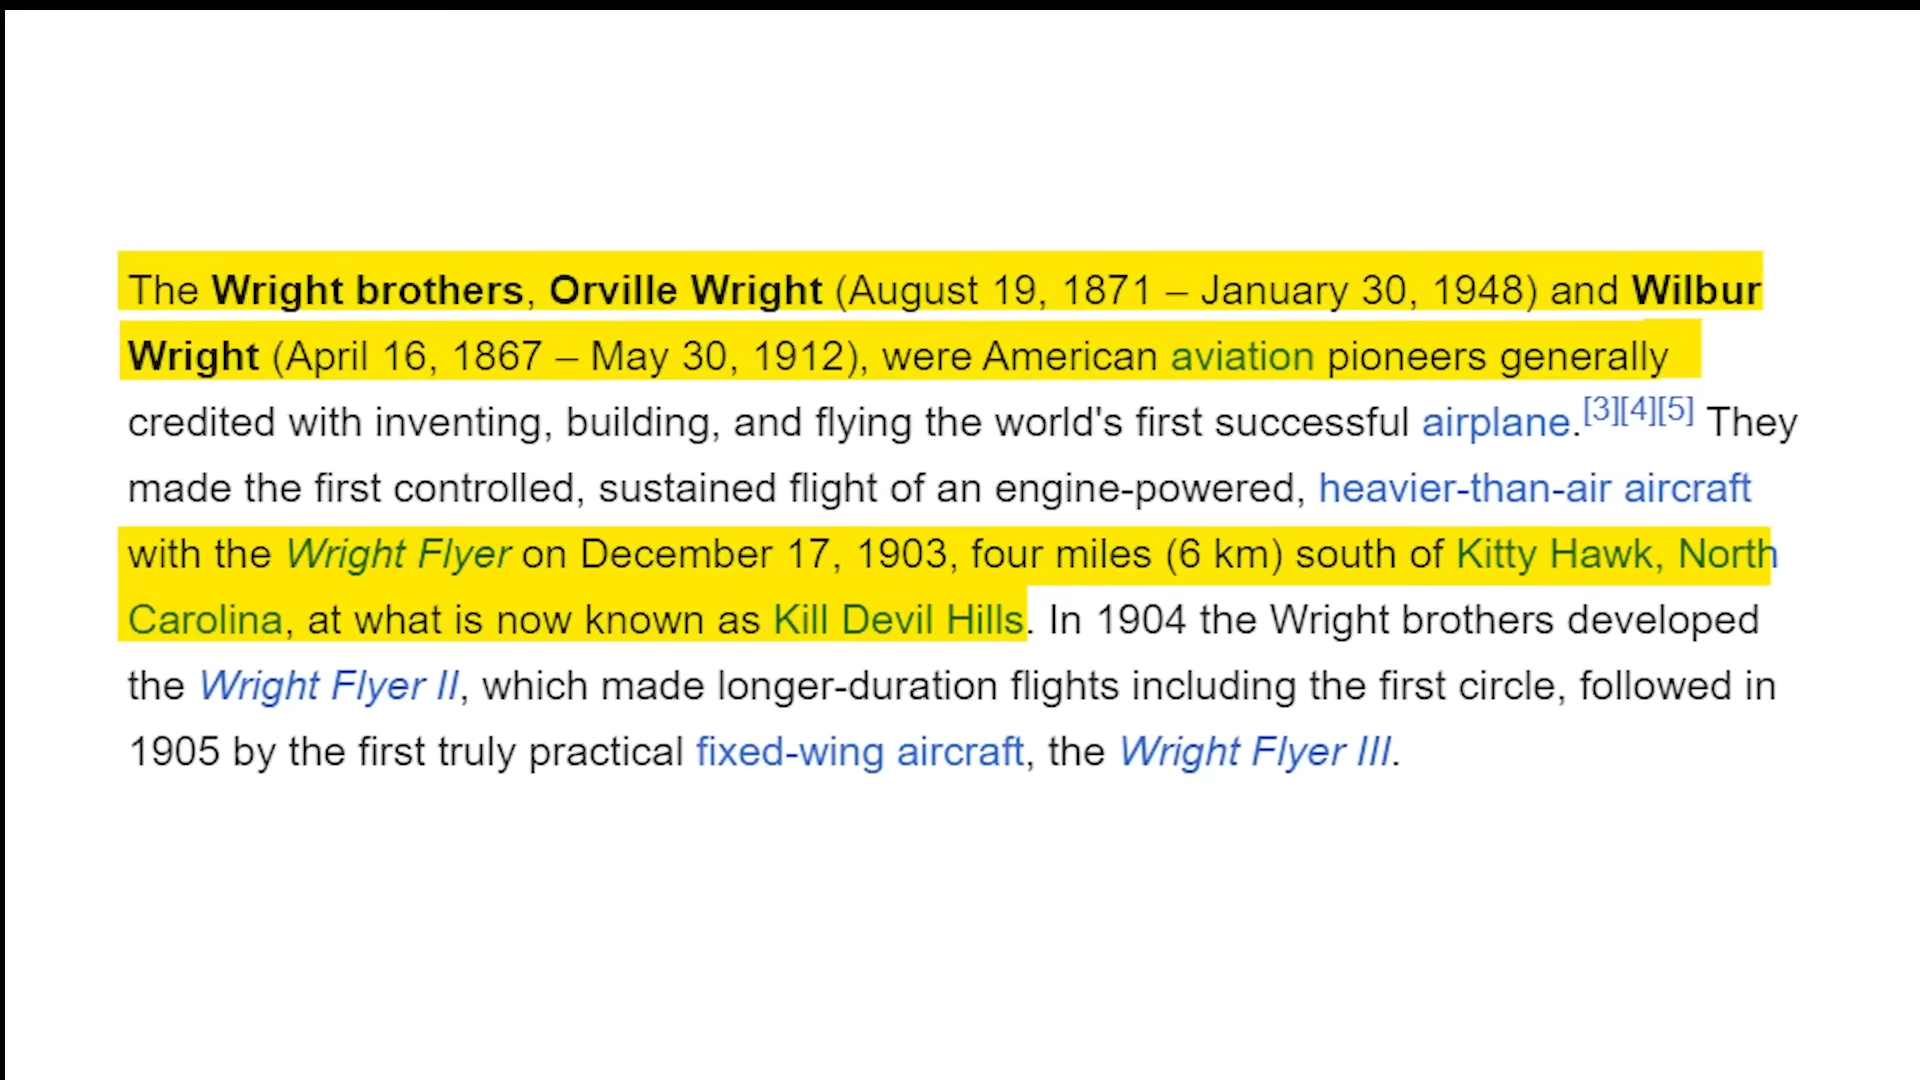 The Wright brothers, Orville Wright (August 19, 1871 – January 30, 1948) and Wilbur
Wright (April 16, 1867 – May 30, 1912), were American aviation pioneers generally
credited with inventing, building, and flying the world's first successful airplane.[3][4][5] They
made the first controlled, sustained flight of an engine-powered, heavier-than-air aircraft
with the Wright Flyer on December 17, 1903, four miles (6 km) south of Kitty Hawk, North
Carolina, at what is now known as Kill Devil Hills. In 1904 the Wright brothers developed
the Wright Flyer II, which made longer-duration flights including the first circle, followed in
1905 by the first truly practical fixed-wing aircraft, the Wright Flyer III.